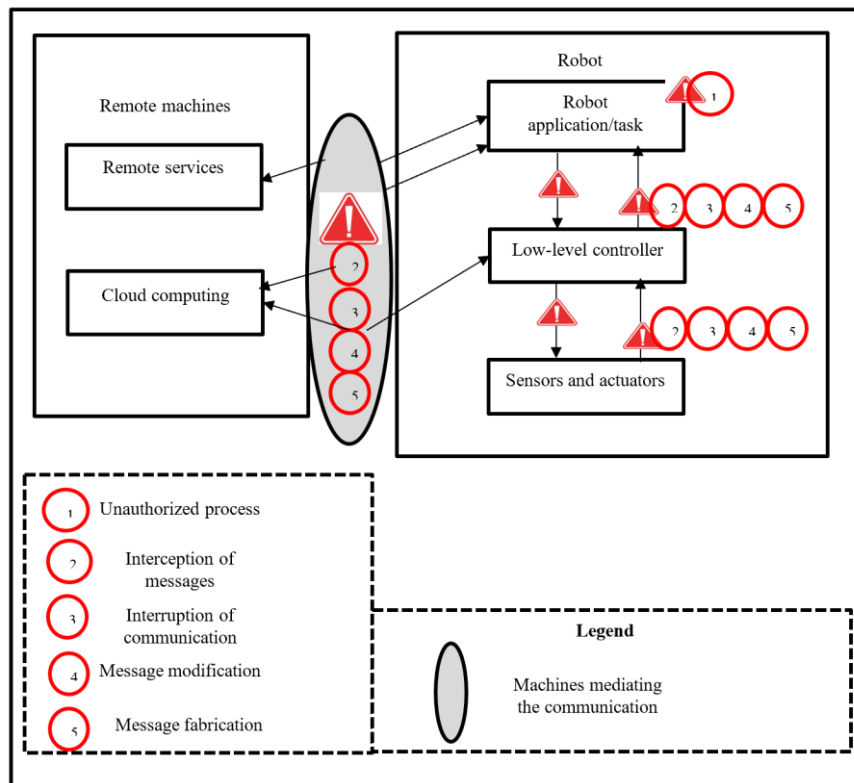 Remote machines
Remote services
Cloud computing
2
3
4
5
Robot
Robot
application/task
1
2 3 4 5
Low-level controller
2 3 4 5
Sensors and actuators
1 Unauthorized process
2 Interception of
messages
3 Interruption of
communication
4 Message modification
5 Message fabrication
Legend
Machines mediating
the communication